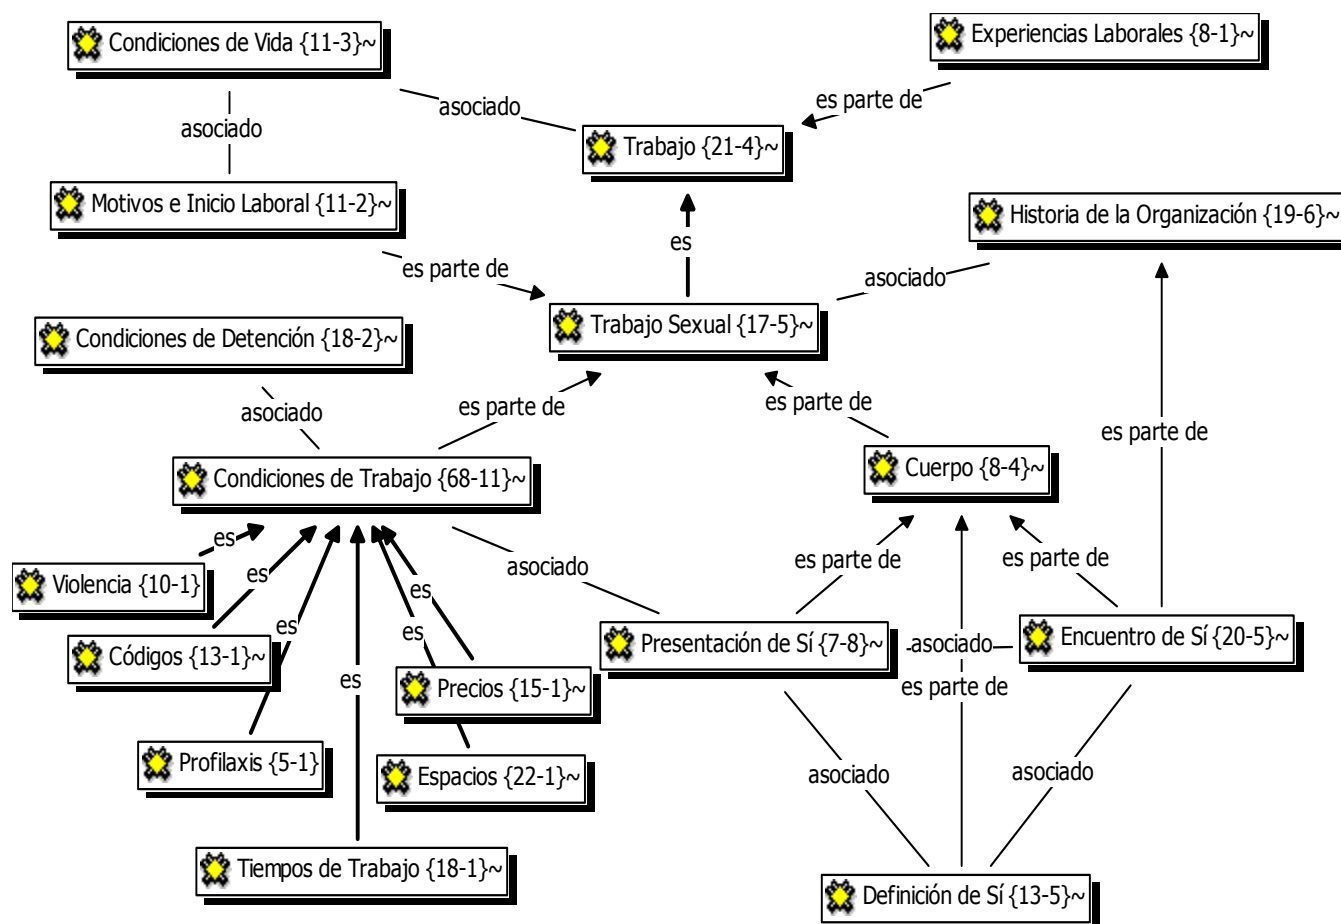 Condiciones de Vida {11-3}~
Experiencias Laborales {8-1}~
asociado
es parte de
asociado
Trabajo {21-4}~
Motivos e Inicio Laboral {11-2}~
Historia de la Organización {19-6}~
es
es parte de
asociado
Trabajo Sexual {17-5}~
Condiciones de Detención {18-2}~
asociado
es parte de
es parte de
es parte de
Condiciones de Trabajo {68-11}~
Cuerpo {8-4}~
es
asociado
es parte de
es parte de
Violencia {10-1}
es
es
es
es
Códigos {13-1}~
Presentación de Sí {7-8}~
asociado
Encuentro de Sí {20-5}~
es
Precios {15-1}~
es parte de
Profilaxis {5-1}
Espacios {22-1}~
asociado
asociado
Tiempos de Trabajo {18-1}~
Definición de Sí {13-5}~